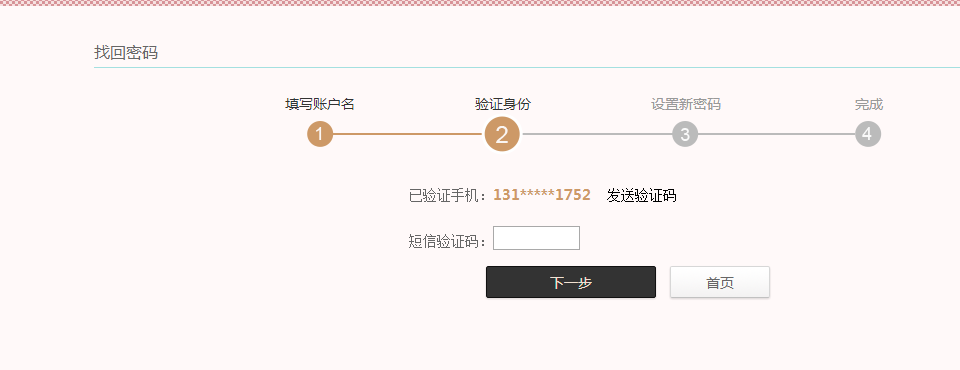 找回密码
填写账户名 验证身份 设置新密码 完成
1 2 3 4
已验证手机：131*****1752 发送验证码
短信验证码：
下一步 首页